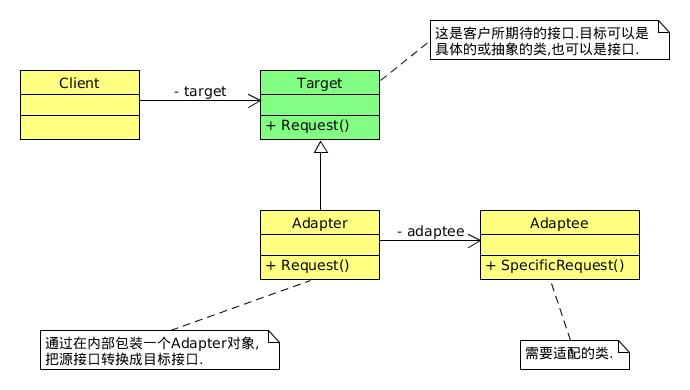 这是客户所期待的接口.目标可以是
具体的或抽象的类,也可以是接口.
Client
- target
Target
+ Request()
Adapter
+ Request()
- adaptee
Adaptee
+ SpecificRequest()
通过在内部包装一个Adapter对象,
把源接口转换成目标接口.
需要适配的类.